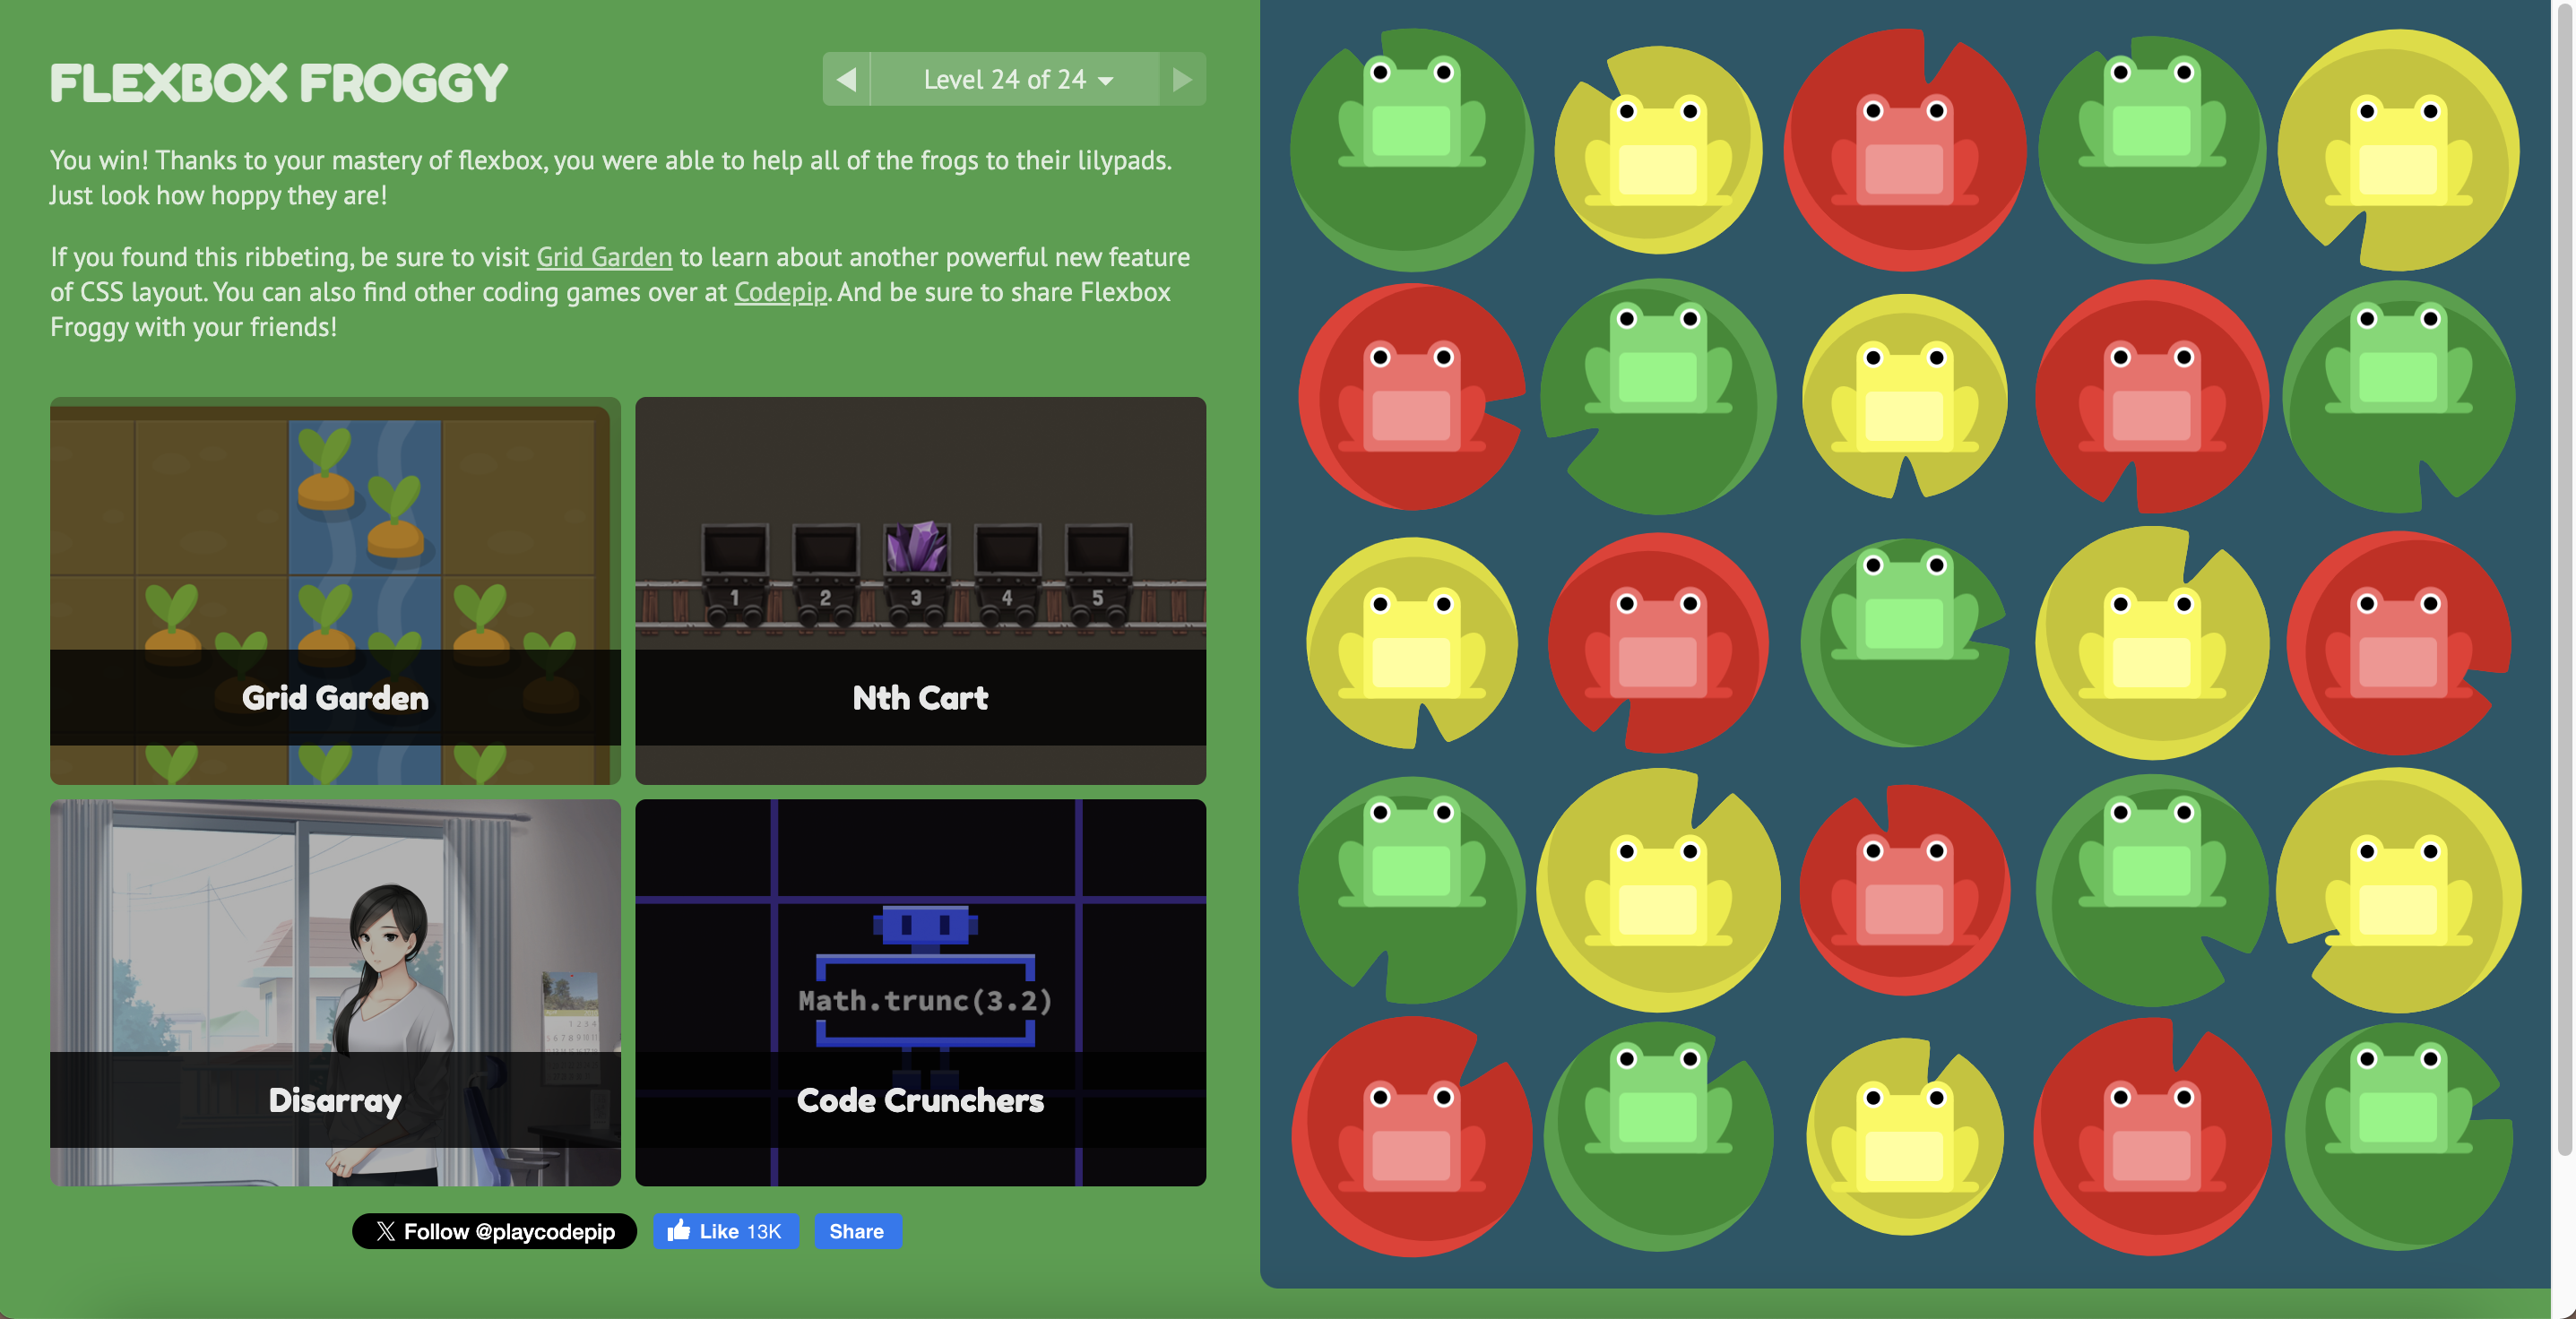 FLEXBOX FROGGY
Level 24 of 24
You win! Thanks to your mastery of flexbox, you were able to help all of the frogs to their lilypads.
Just look how hoppy they are!
If you found this ribbeting, be sure to visit Grid Garden to learn about another powerful new feature
of CSS layout. You can also find other coding games over at Codepip. And be sure to share Flexbox
Froggy with your friends!
Grid Garden
1 2 3 4 5
Nth Cart
Disarray
Math.trunc(3.2)
Code Crunchers
Follow @playcodepip
Like 13K
Share